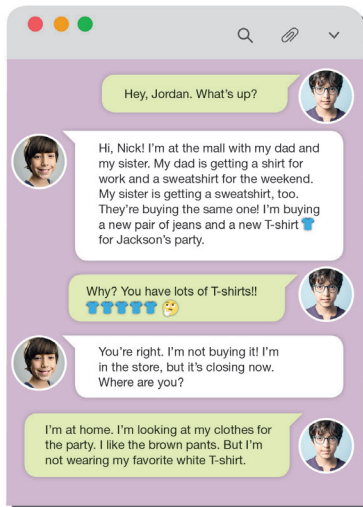 Hey, Jordan. What's up?
Hi, Nick! I'm at the mall with my dad and
my sister. My dad is getting a shirt for
work and a sweatshirt for the weekend.
My sister is getting a sweatshirt, too.
They're buying the same one! I'm buying
a new pair of jeans and a new T-shirt 👕
for Jackson's party.
Why? You have lots of T-shirts!!
👕👕👕👕👕🤔
You're right. I'm not buying it! I'm
in the store, but it's closing now.
Where are you?
I'm at home. I'm looking at my clothes for
the party. I like the brown pants. But I'm
not wearing my favorite white T-shirt.